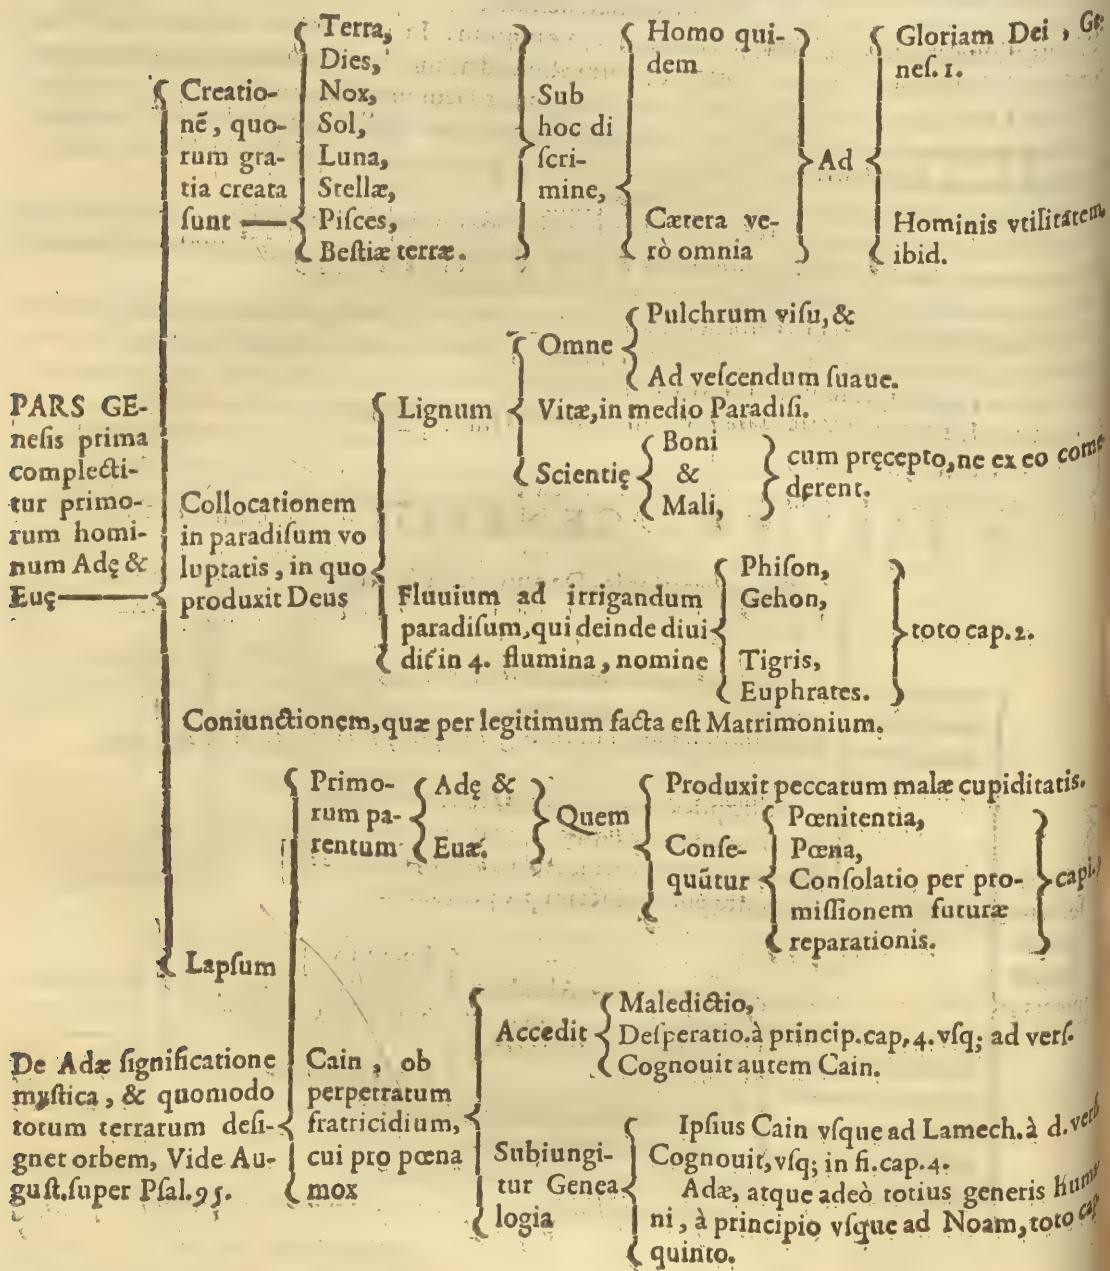 PARS GE-
nesis prima
complecti-
tur primo-
rum homi-
num Adę &
Euę
Creatio-
nē, quo-
rum gra-
tia creata
ſunt
Terra,
Dies,
Nox,
Sol,
Luna,
Stellæ,
Piſces,
Beſtiæ terræ.
Sub
hoc di
ſcri-
mine,
Homo qui-
dem
Cætera ve-
rò omnia
Ad
Gloriam Dei , Ge
neſ. 1.
Hominis vtilitatem,
ibid.
Collocationem
in paradiſum vo
luptatis , in quo
produxit Deus
Lignum
Omne
Pulchrum viſu, &
Ad veſcendum ſuaue.
Vitæ, in medio Paradiſi.
Scientię
Boni
&
Mali,
cum pręcepto, ne ex eo come
derent.
Fluuium ad irrigandum
paradiſum, qui deinde diui
dit in 4. flumina , nomine
Phiſon,
Gehon,
Tigris,
Euphrates.
toto cap. 2.
Coniunctionem, quæ per legitimum facta eſt Matrimonium.
Lapſum
Primo-
rum pa-
rentum
Adę &
Euæ.
Quem
Produxit peccatum malæ cupiditatis.
Conſe-
quūtur
Pœnitentia,
Pœna,
Conſolatio per pro-
miſſionem futuræ
reparationis.
capi.
Cain , ob
perpetratum
fratricidium,
cui pro pœna
mox
Accedit
Maledictio,
Deſperatio. à princip. cap, 4. vſq; ad verſ.
Cognouit autem Cain.
Subiungi-
tur Genea
logia
Ipſius Cain vſque ad Lamech. à d. verb
Cognouit, vſq; in fi. cap. 4.
Adæ, atque adeò totius generis huma
ni , à principio vſque ad Noam, toto cap
quinto.
De Adæ ſignificatione
myſtica , & quomodo
totum terrarum deſi-
gnet orbem, Vide Au-
guſt. ſuper Pſal. 95.